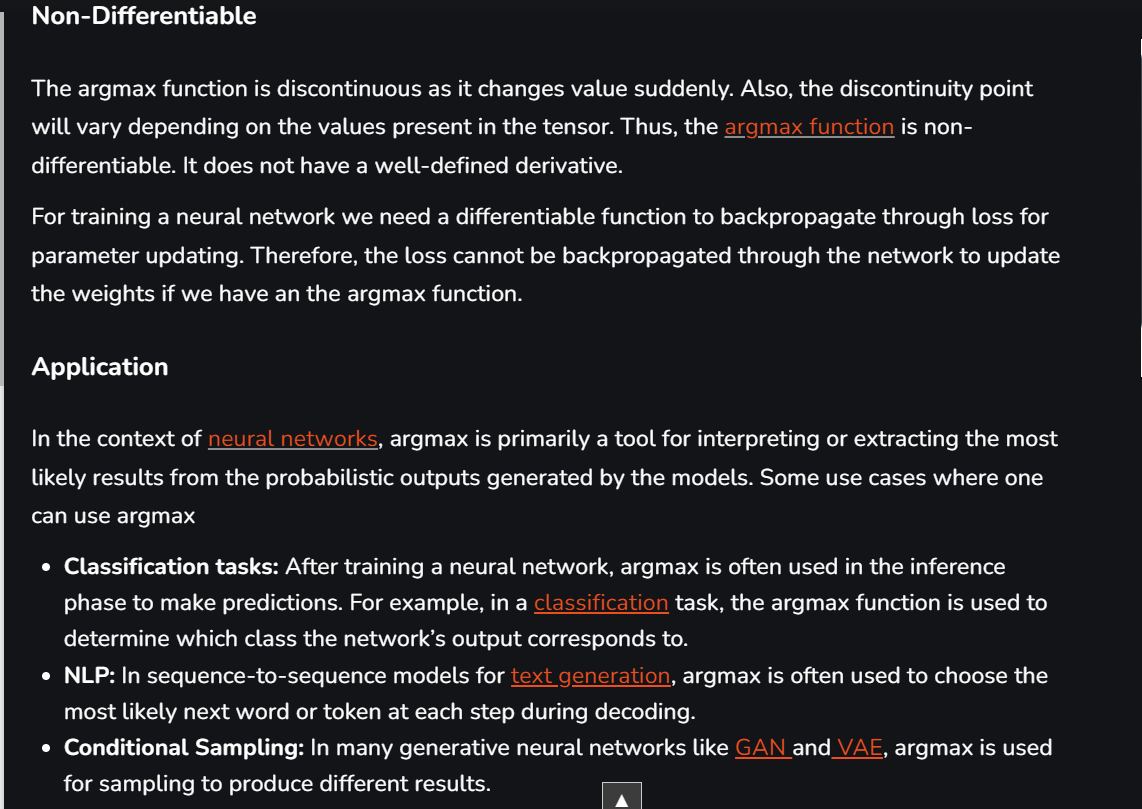 Non-Differentiable
The argmax function is discontinuous as it changes value suddenly. Also, the discontinuity point
will vary depending on the values present in the tensor. Thus, the argmax function is non-
differentiable. It does not have a well-defined derivative.
For training a neural network we need a differentiable function to backpropagate through loss for
parameter updating. Therefore, the loss cannot be backpropagated through the network to update
the weights if we have an the argmax function.
Application
In the context of neural networks, argmax is primarily a tool for interpreting or extracting the most
likely results from the probabilistic outputs generated by the models. Some use cases where one
can use argmax
• Classification tasks: After training a neural network, argmax is often used in the inference
phase to make predictions. For example, in a classification task, the argmax function is used to
determine which class the network's output corresponds to.
• NLP: In sequence-to-sequence models for text generation, argmax is often used to choose the
most likely next word or token at each step during decoding.
• Conditional Sampling: In many generative neural networks like GAN and VAE, argmax is used
for sampling to produce different results.